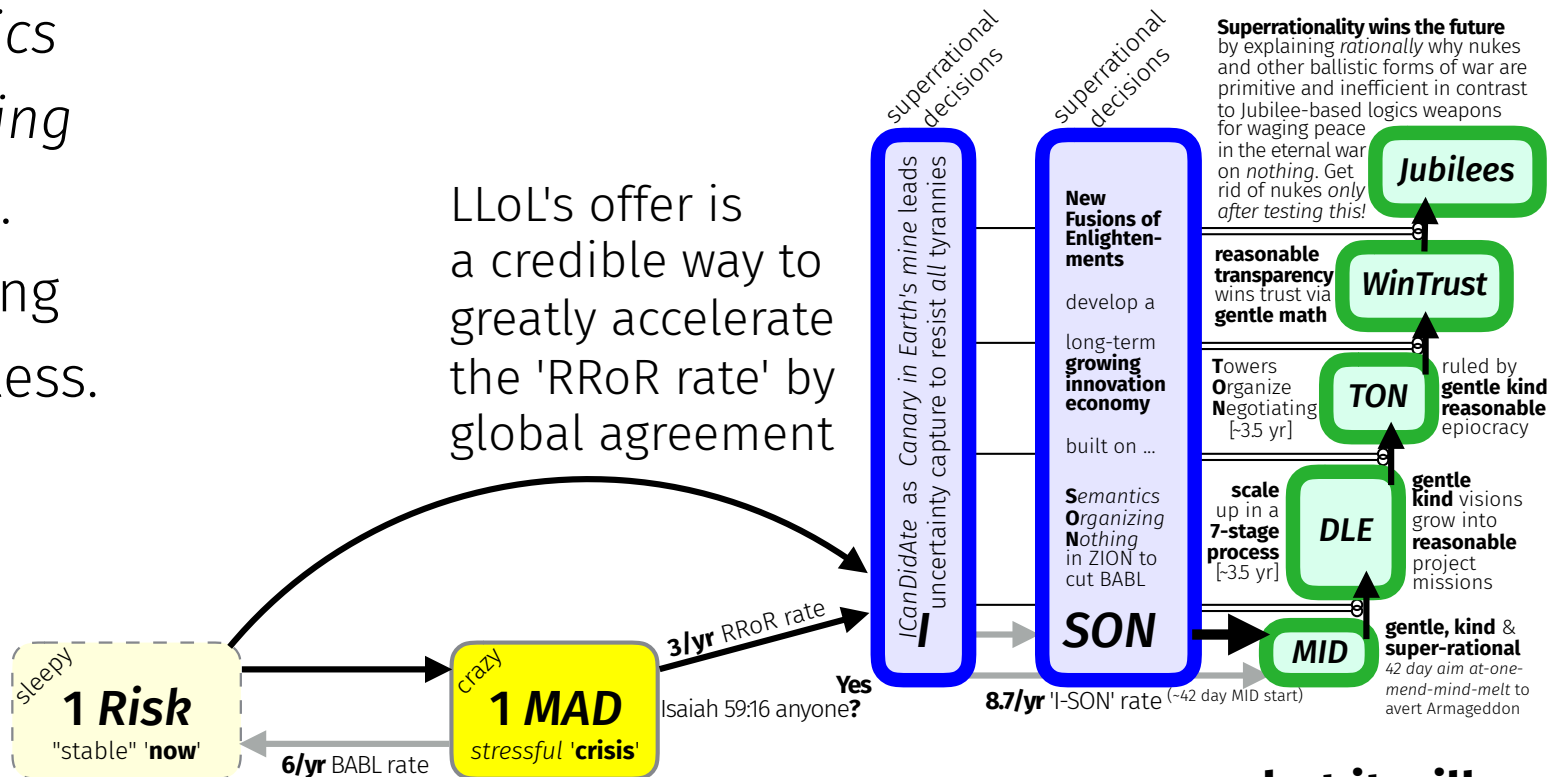 ics
ing
.
ng
ess.
LLoL's offer is
a credible way to
greatly accelerate
the 'RRoR rate' by
global agreement
sleepy
1 Risk
"stable" 'now'
6/yr BABL rate
crazy
1 MAD
stressful 'crisis'
3/yr RRoR rate
Isaiah 59:16 anyone?
Yes
superrational
decisions
ICanDidAte as Canary in Earth's mine leads
uncertainty capture to resist all tyrannies
I
superrational
decisions
New
Fusions of
Enlighten-
ments
develop a
long-term
growing
innovation
economy
built on ...
Semantics
Organizing
Nothing
in ZION to
cut BABL
SON
8.7/yr 'I-SON' rate (~42 day MID start)
Superrationality wins the future
by explaining rationally why nukes
and other ballistic forms of war are
primitive and inefficient in contrast
to Jubilee-based logics weapons
for waging peace
in the eternal war
on nothing. Get
rid of nukes only
after testing this!
Jubilees
reasonable
transparency
wins trust via
gentle math
WinTrust
Towers
Organize
Negotiating
[~3.5 yr]
TON
ruled by
gentle kind
reasonable
epiocracy
scale
up in a
7-stage
process
[~3.5 yr]
DLE
gentle
kind visions
grow into
reasonable
project
missions
MID
gentle, kind &
super-rational
42 day aim at-one-
mend-mind-melt to
avert Armageddon
but it will